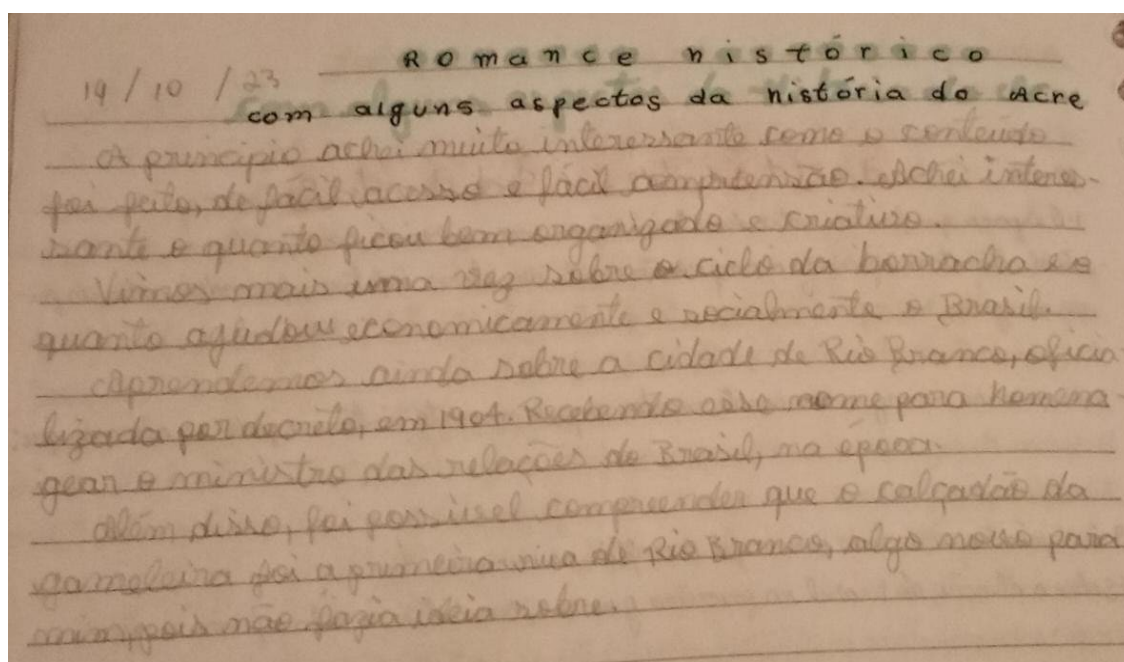 Romance histórico
19/10/23
com alguns aspectos da história do Acre
A princípio achei muito interessante como o conteúdo
foi feito, de fácil acesso e fácil compreensão. Achei interes-
sante o quanto ficou bem organizado e criativo.
Vimos mais uma vez sobre o ciclo da borracha e o
quanto ajudou economicamente e socialmente o Brasil.
Aprendemos ainda sobre a cidade de Rio Branco, oficia
lizada por decreto, em 1904. Recebendo esse nome para homena
gear o ministro das relações do Brasil, na época.
Além disso, foi possível compreender que o calçadão da
gameleira foi a primeira rua de Rio Branco, algo novo para
mim, pois não fazia ideia sobre.